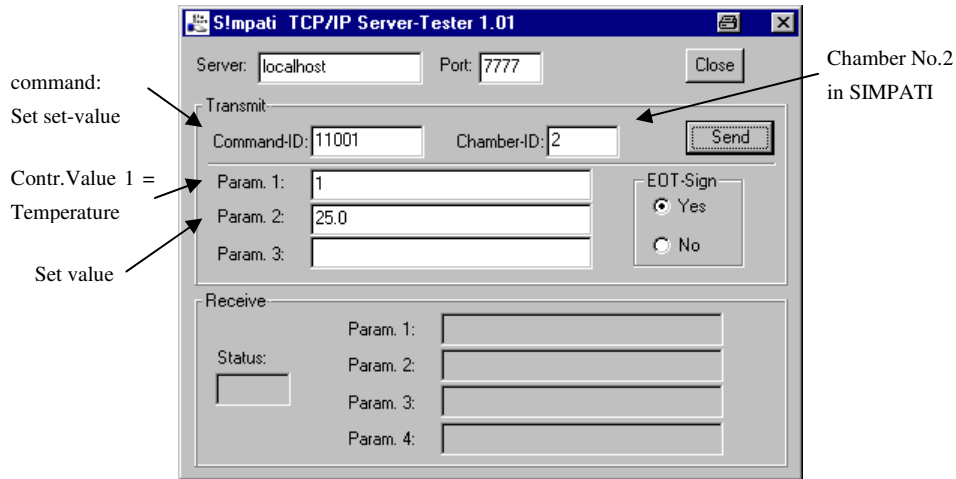 S!mpati TCP/IP Server-Tester 1.01
Server: localhost Port: 7777 Close
Chamber No.2
in SIMPATI
command:
Set set-value
Transmit
Command-ID: 11001 Chamber-ID: 2 Send
Contr.Value 1 =
Temperature
Param. 1: 1
Param. 2: 25.0
Param. 3:
EOT-Sign
Yes
No
Set value
Receive
Status:
Param. 1:
Param. 2:
Param. 3:
Param. 4: